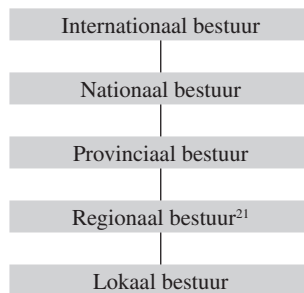 Internationaal bestuur
Nationaal bestuur
Provinciaal bestuur
Regionaal bestuur²¹
Lokaal bestuur